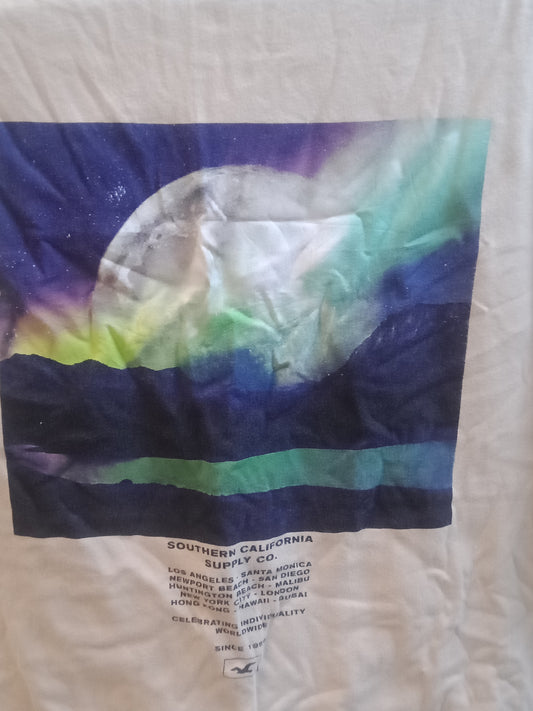 SOUTHERN CALIFORNIA
SUPPLY CO.
LOS ANGELES - SANTA MONICA
NEWPORT BEACH - SAN DIEGO
HUNTINGTON BEACH - MALIBU
NEW YORK CITY - LONDON
HONG KONG - HAWAII - DUBAI
CELEBRATING INDIVIDUALITY
WORLDWIDE
SINCE